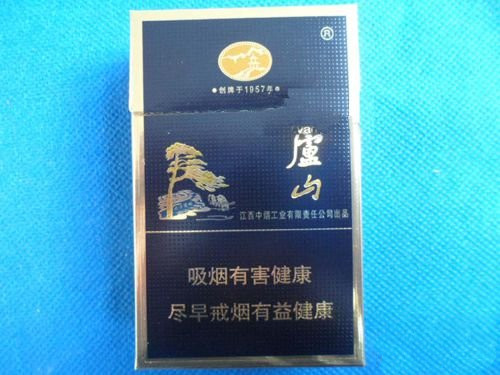 ®
•创牌于1957年•
廬山
江西中烟工业有限责任公司出品
吸烟有害健康
尽早戒烟有益健康